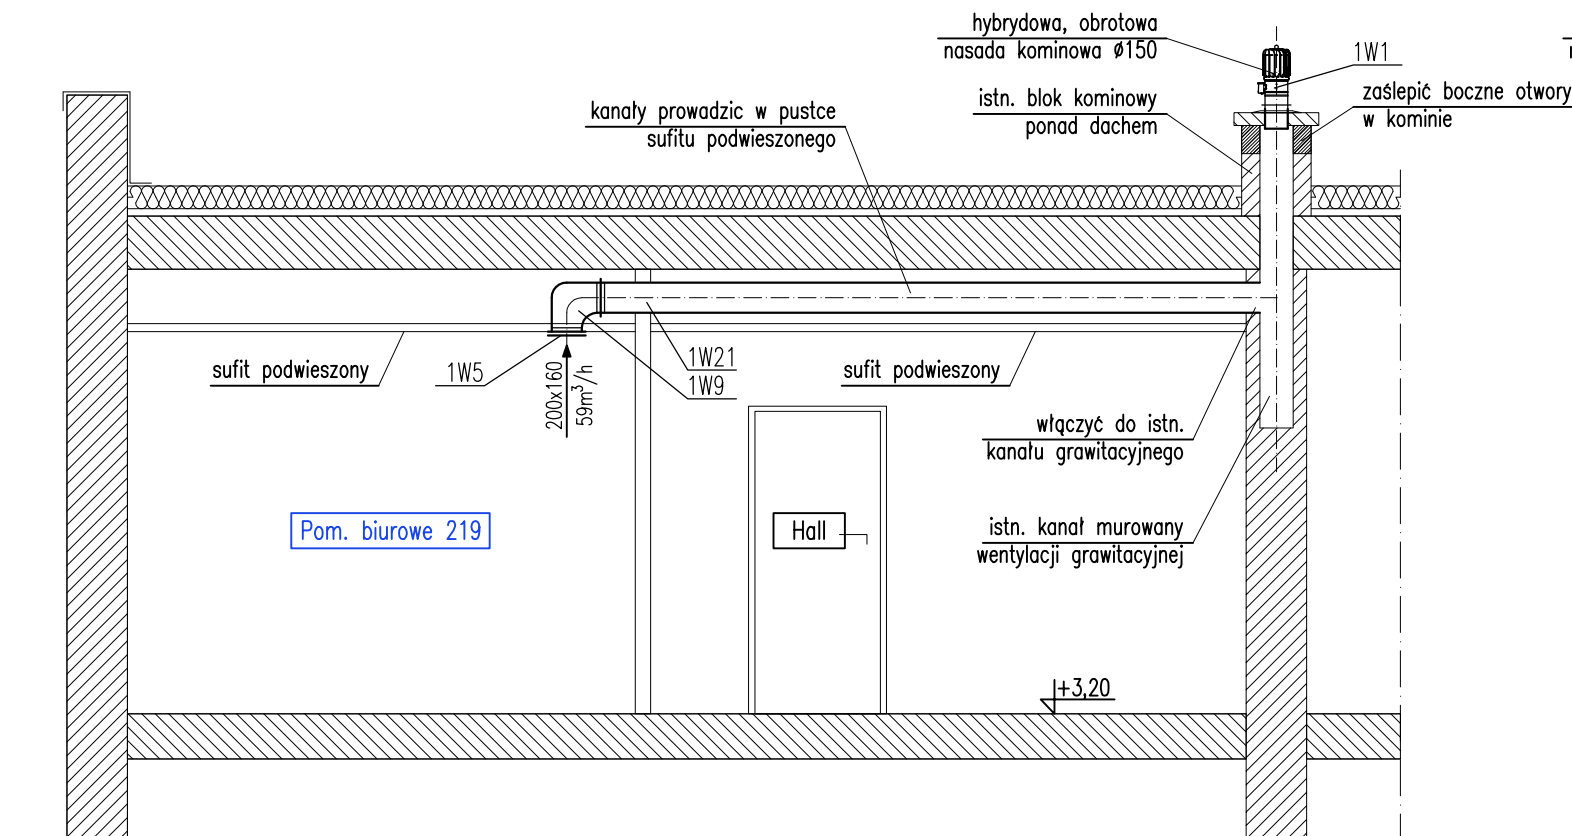 hybrydowa, obrotowa
nasada kominowa Ø150
1W1
istn. blok kominowy
ponad dachem
zaślepić boczne otwory
w kominie
kanały prowadzic w pustce
sufitu podwieszonego
sufit podwieszony
1W5
200x160
59m³/h
1W21
1W9
sufit podwieszony
włączyć do istn.
kanału grawitacyjnego
Pom. biurowe 219
Hall
istn. kanał murowany
wentylacji grawitacyjnej
+3,20